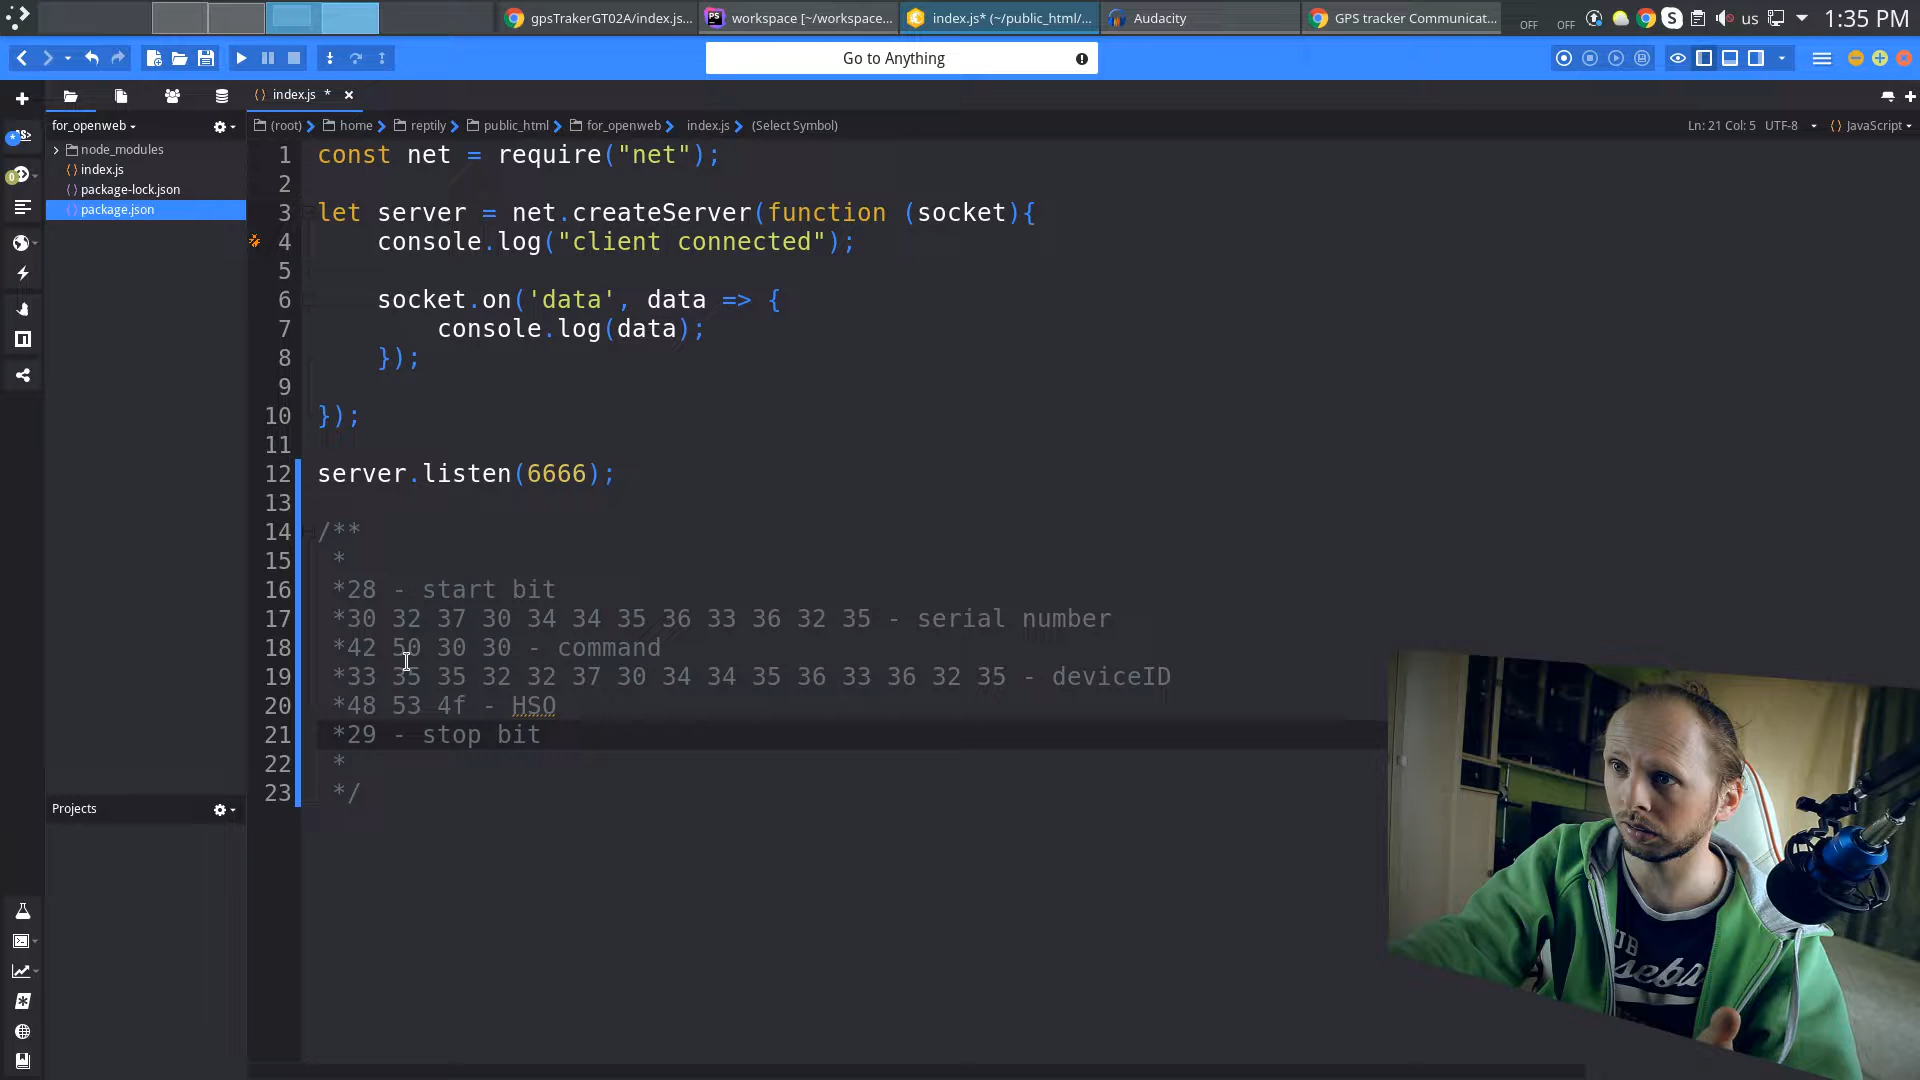 gpsTrakerGT02A/index.js...
workspace [~/workspace...
index.js* (~/public_html/...
Audacity
GPS tracker Communicat...
OFF OFF
us
1:35 PM
Go to Anything
index.js *
for_openweb
(root) home reptily public_html for_openweb index.js (Select Symbol)
Ln: 21 Col: 5 UTF-8 JavaScript
node_modules
index.js
package-lock.json
package.json
Projects
1 const net = require("net");
2
3 let server = net.createServer(function (socket){
4 console.log("client connected");
5
6 socket.on('data', data => {
7 console.log(data);
8 });
9
10 });
11
12 server.listen(6666);
13
14 /**
15 *
16 *28 - start bit
17 *30 32 37 30 34 34 35 36 33 36 32 35 - serial number
18 *42 50 30 30 - command
19 *33 35 35 32 32 37 30 34 34 35 36 33 36 32 35 - deviceID
20 *48 53 4f - HSO
21 *29 - stop bit
22 *
23 */